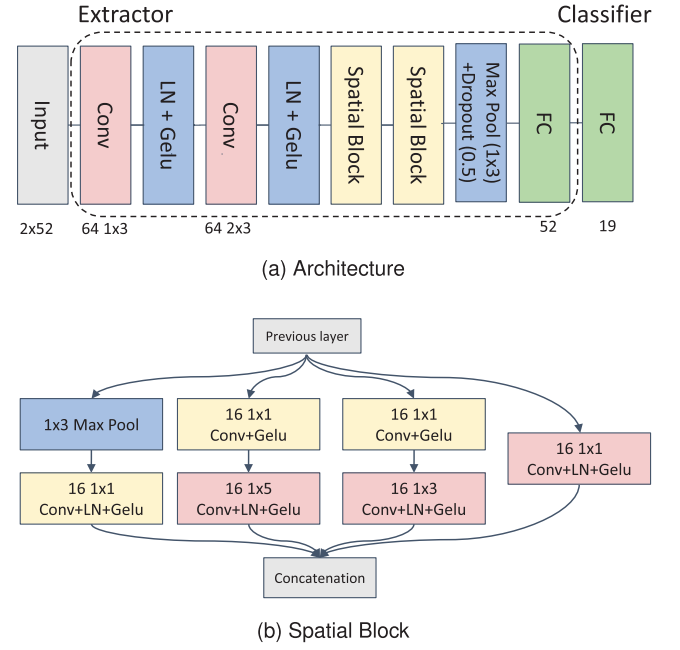 Extractor
Classifier
Input
Conv
LN + Gelu
Conv
LN + Gelu
Spatial Block
Spatial Block
Max Pool (1x3)
+Dropout (0.5)
FC
FC
2x52
64 1x3
64 2x3
52
19
(a) Architecture
Previous layer
1x3 Max Pool
16 1x1
Conv+Gelu
16 1x1
Conv+Gelu
16 1x1
Conv+LN+Gelu
16 1x1
Conv+LN+Gelu
16 1x5
Conv+LN+Gelu
16 1x3
Conv+LN+Gelu
Concatenation
(b) Spatial Block